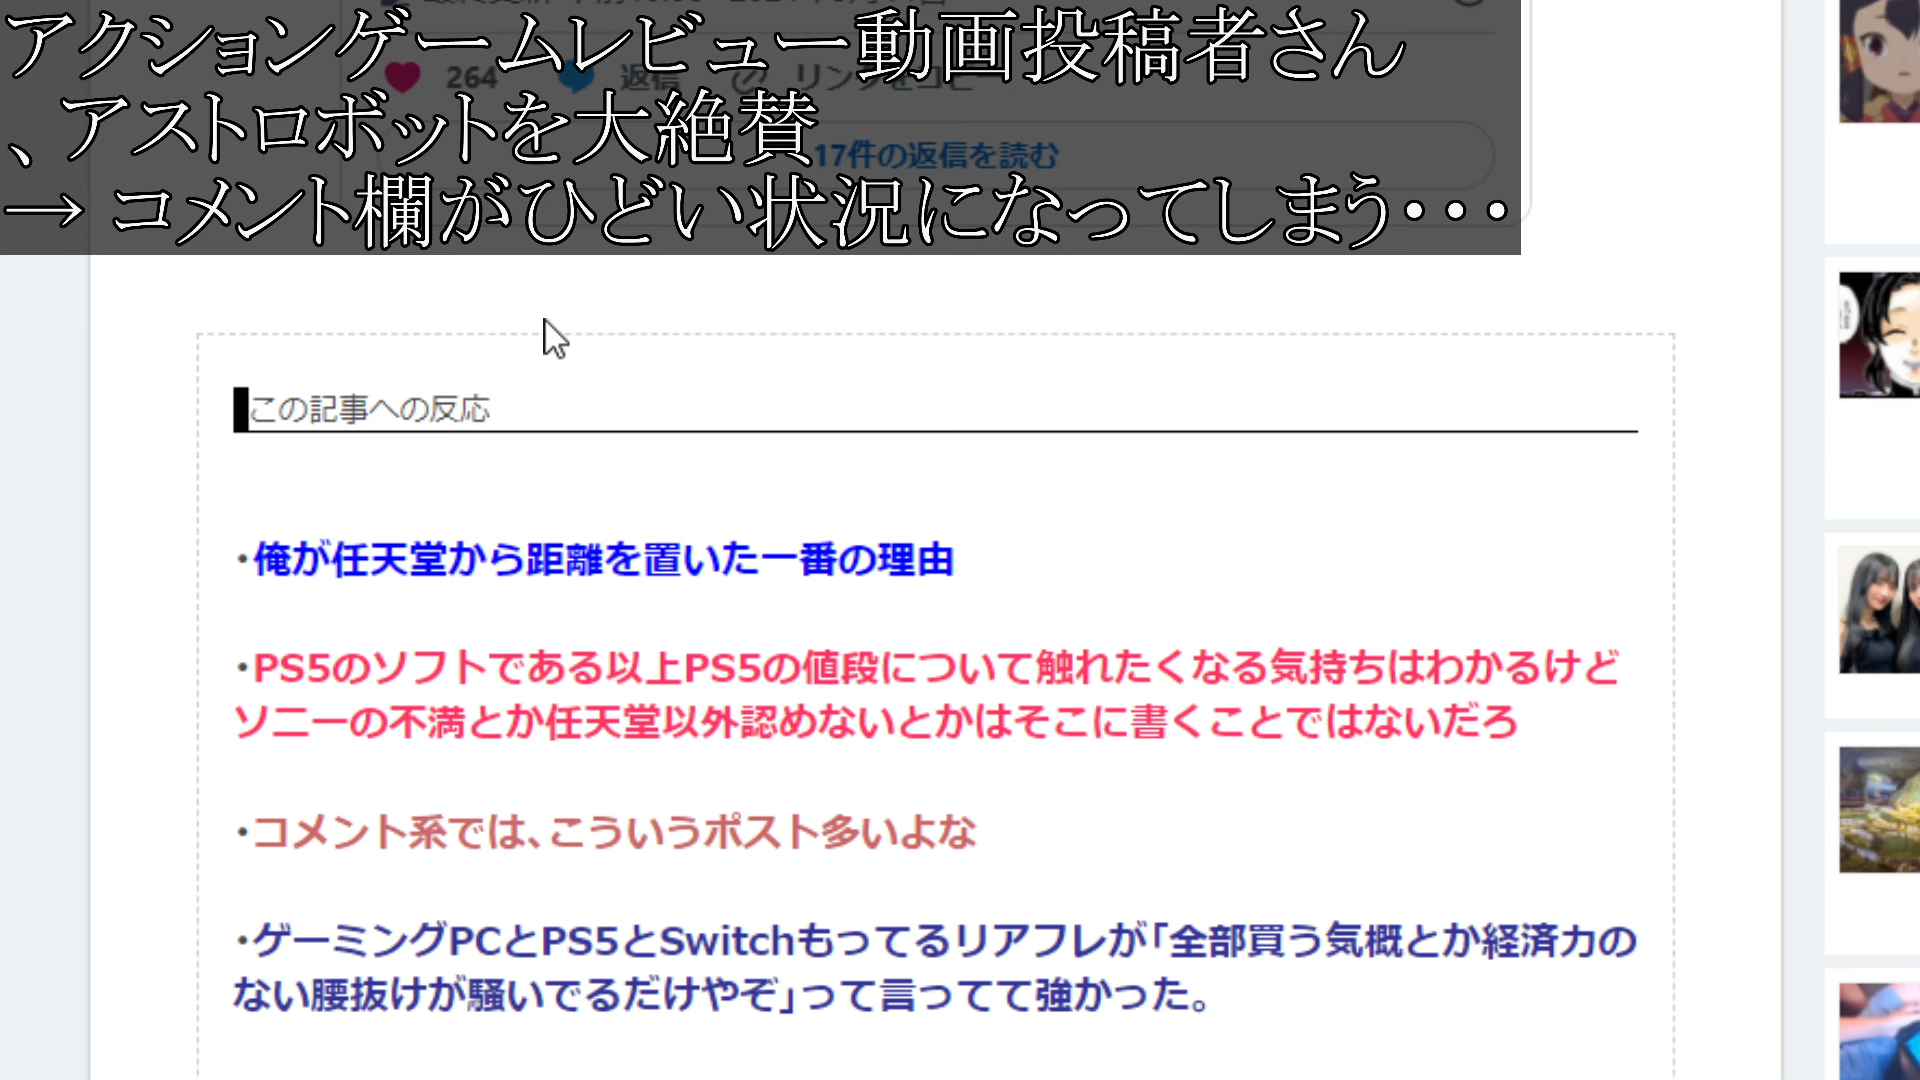 アクションゲームレビュー動画投稿者さん
、アストロボットを大絶賛
→ コメント欄がひどい状況になってしまう・・・
264 返信 リンクをコピー
17件の返信を読む
この記事への反応
・俺が任天堂から距離を置いた一番の理由
・PS5のソフトである以上PS5の値段について触れたくなる気持ちはわかるけど
ソニーの不満とか任天堂以外認めないとかはそこに書くことではないだろ
・コメント系では、こういうポスト多いよな
・ゲーミングPCとPS5とSwitchもってるリアフレが「全部買う気概とか経済力の
ない腰抜けが騒いでるだけやぞ」って言ってて強かった。